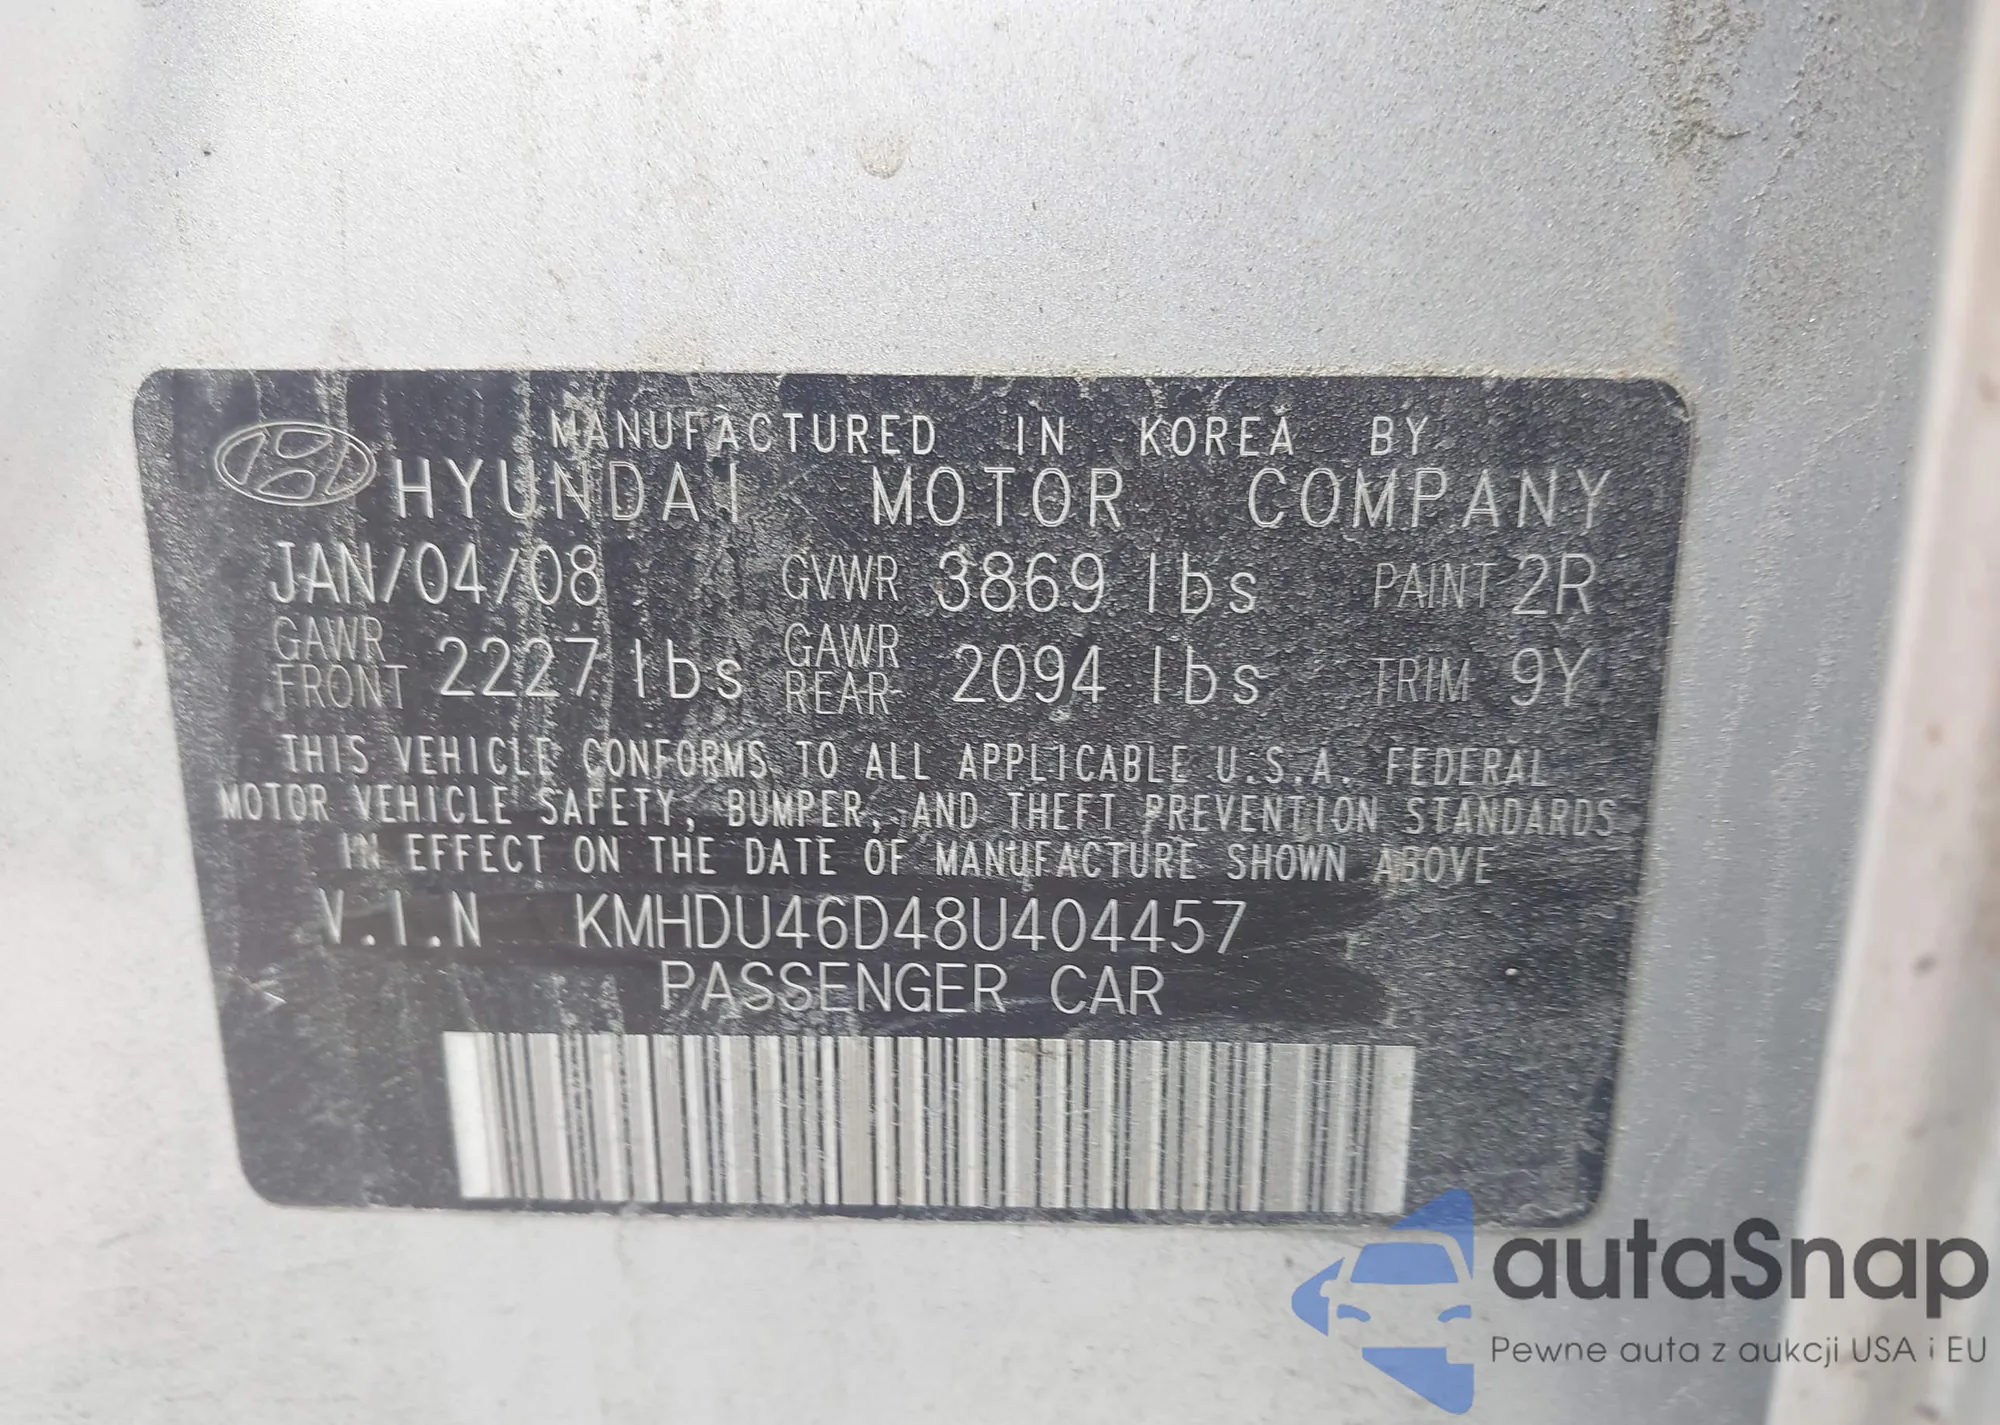 MANUFACTURED IN KOREA BY
HYUNDAI MOTOR COMPANY
JAN/04/08 GVWR 3869 lbs PAINT 2R
GAWR FRONT 2227 lbs GAWR REAR 2094 lbs TRIM 9Y
THIS VEHICLE CONFORMS TO ALL APPLICABLE U.S.A. FEDERAL
MOTOR VEHICLE SAFETY, BUMPER, AND THEFT PREVENTION STANDARDS
IN EFFECT ON THE DATE OF MANUFACTURE SHOWN ABOVE
V.I.N KMHDU46D48U404457
PASSENGER CAR
autaSnap
Pewne auta z aukcji USA i EU